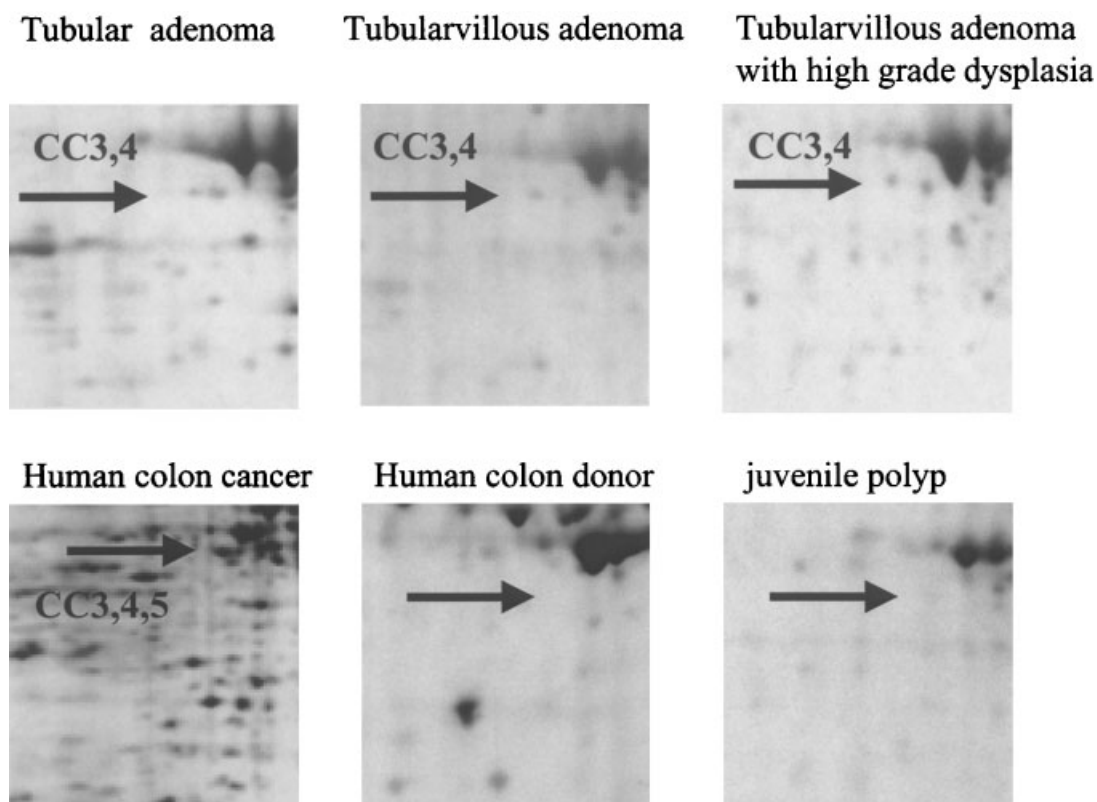 Tubular adenoma
Tubularvillous adenoma
Tubularvillous adenoma
with high grade dysplasia
CC3,4
CC3,4
CC3,4
Human colon cancer
Human colon donor
juvenile polyp
CC3,4,5